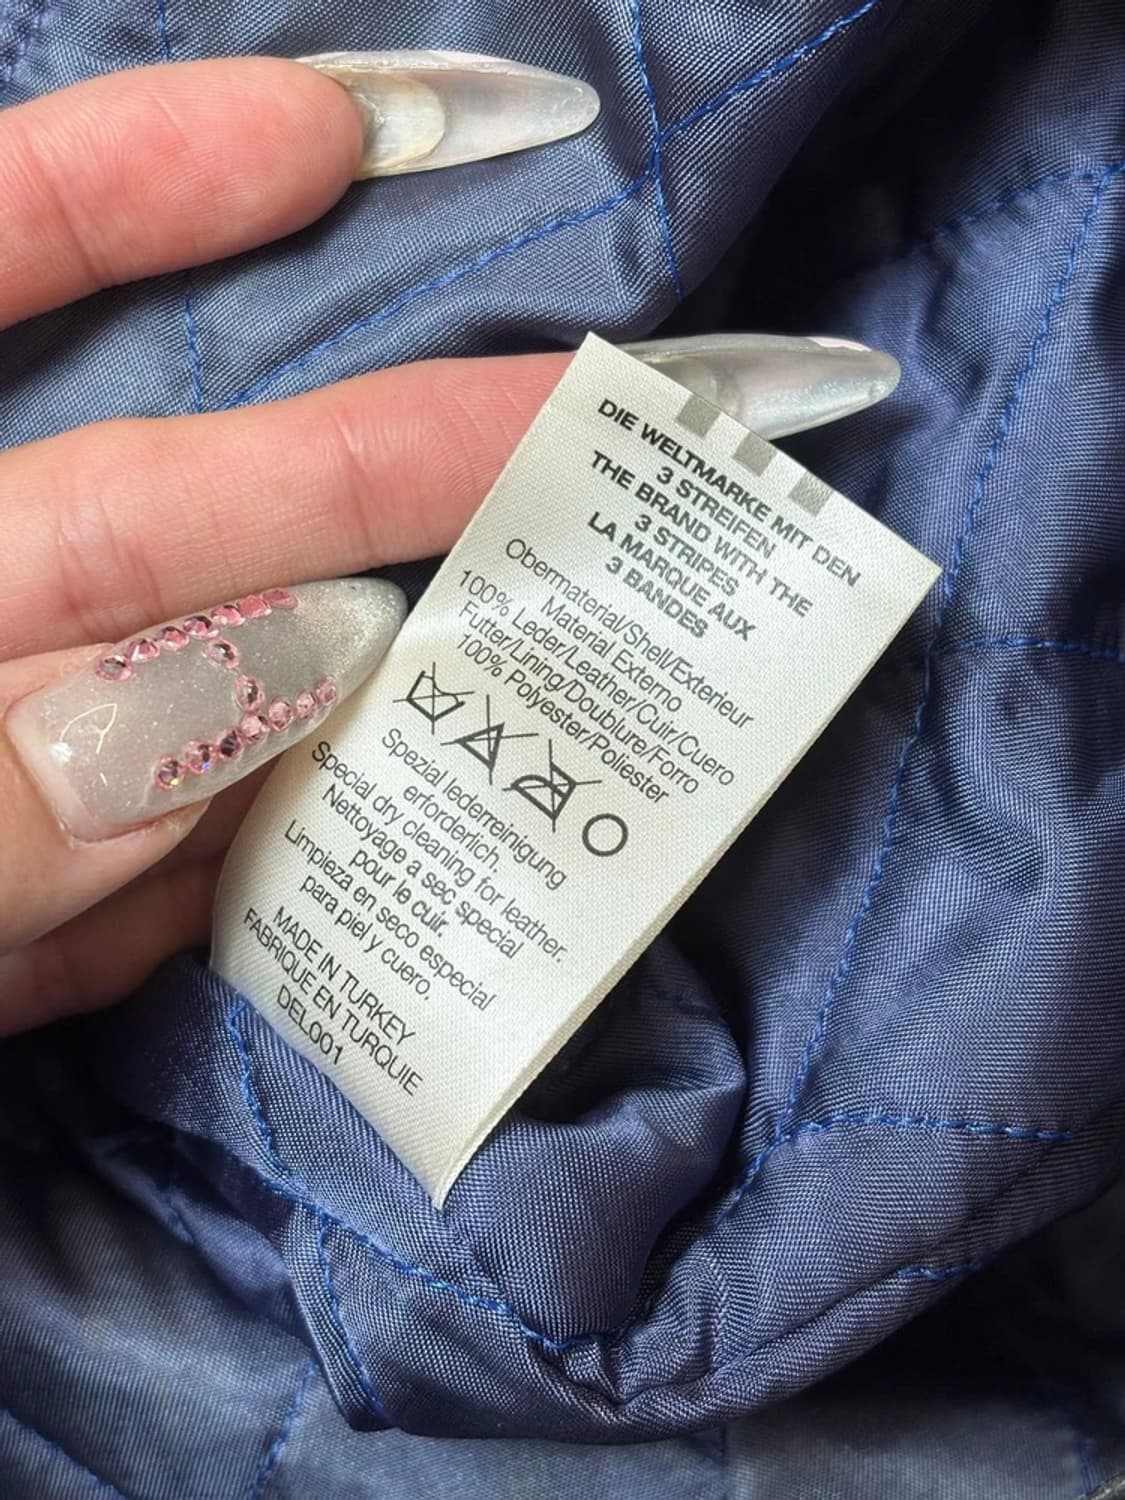 DIE WELTMARKE MIT DEN
3 STREIFEN
THE BRAND WITH THE
3 STRIPES
LA MARQUE AUX
3 BANDES
Obermaterial/Shell/Exterieur
Material Externo
100% Leder/Leather/Cuir/Cuero
Futter/Lining/Doublure/Forro
100% Polyester/Poliester
Spezial lederreinigung
erforderlich.
Special dry cleaning for leather.
Nettoyage a sec special
pour le cuir.
Limpieza en seco especial
para piel y cuero.
MADE IN TURKEY
FABRIQUE EN TURQUIE
DEL001